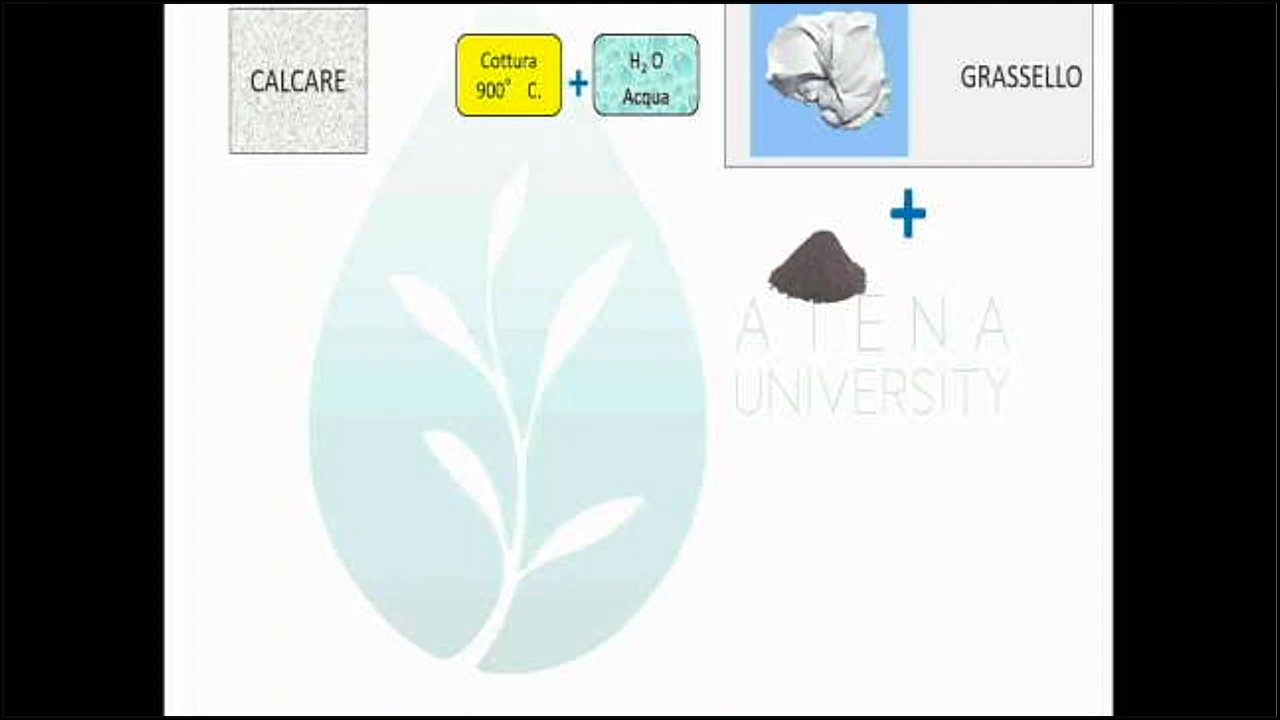 CALCARE
Cottura
900° C.
+
H₂O
Acqua
GRASSELLO
+
ATENA
UNIVERSITY